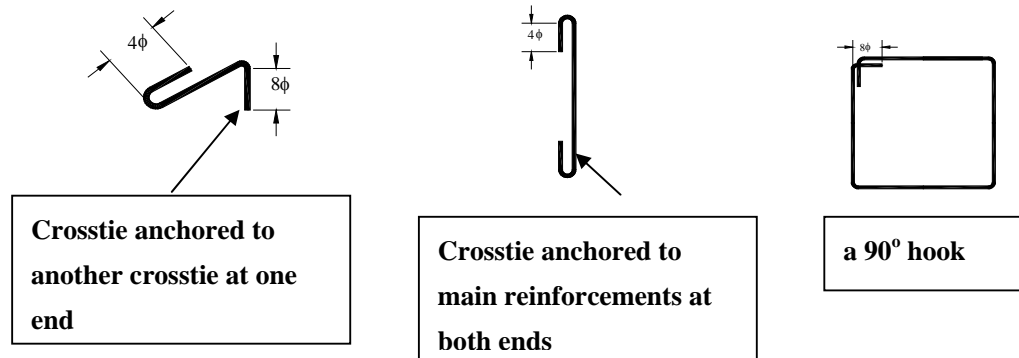 4ϕ
8ϕ
Crosstie anchored to
another crosstie at one
end
4ϕ
Crosstie anchored to
main reinforcements at
both ends
8ϕ
a 90° hook